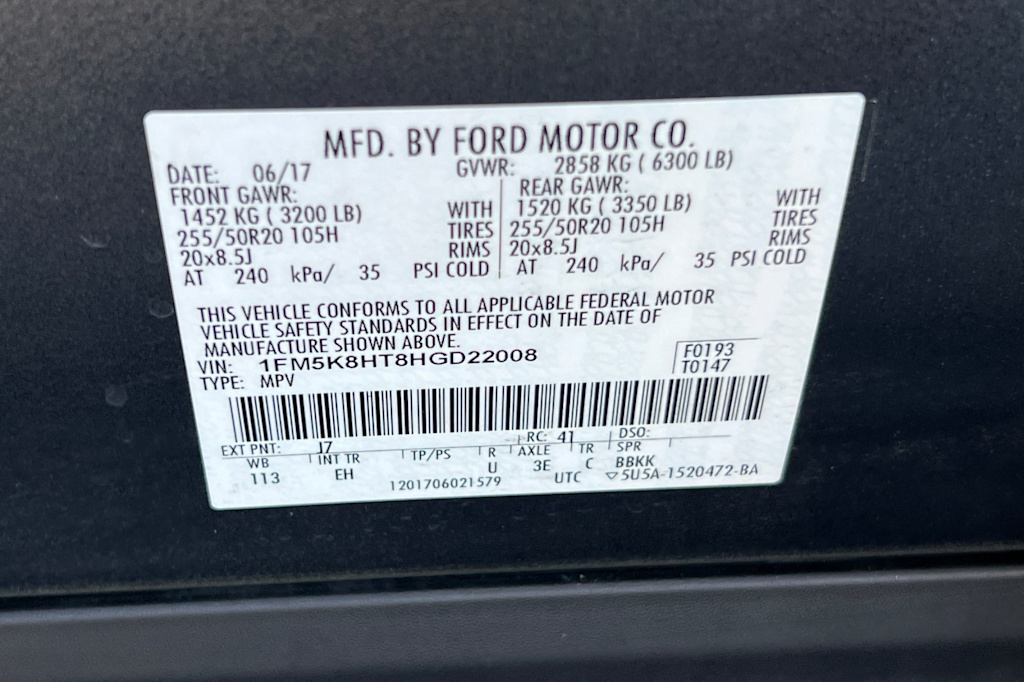 MFD. BY FORD MOTOR CO.
DATE: 06/17 GVWR: 2858 KG ( 6300 LB)
FRONT GAWR: REAR GAWR:
1452 KG ( 3200 LB) WITH 1520 KG ( 3350 LB) WITH
255/50R20 105H TIRES 255/50R20 105H TIRES
20x8.5J RIMS 20x8.5J RIMS
AT 240 kPa/ 35 PSI COLD AT 240 kPa/ 35 PSI COLD
THIS VEHICLE CONFORMS TO ALL APPLICABLE FEDERAL MOTOR
VEHICLE SAFETY STANDARDS IN EFFECT ON THE DATE OF
MANUFACTURE SHOWN ABOVE.
VIN: 1FM5K8HT8HGD22008 F0193
TYPE: MPV T0147
EXT PNT: J7 RC: 41 DSO:
WB INT TR TP/PS R AXLE TR SPR
113 EH U 3E C BBKK
1201706021579 UTC ▽5U5A-1520472-BA